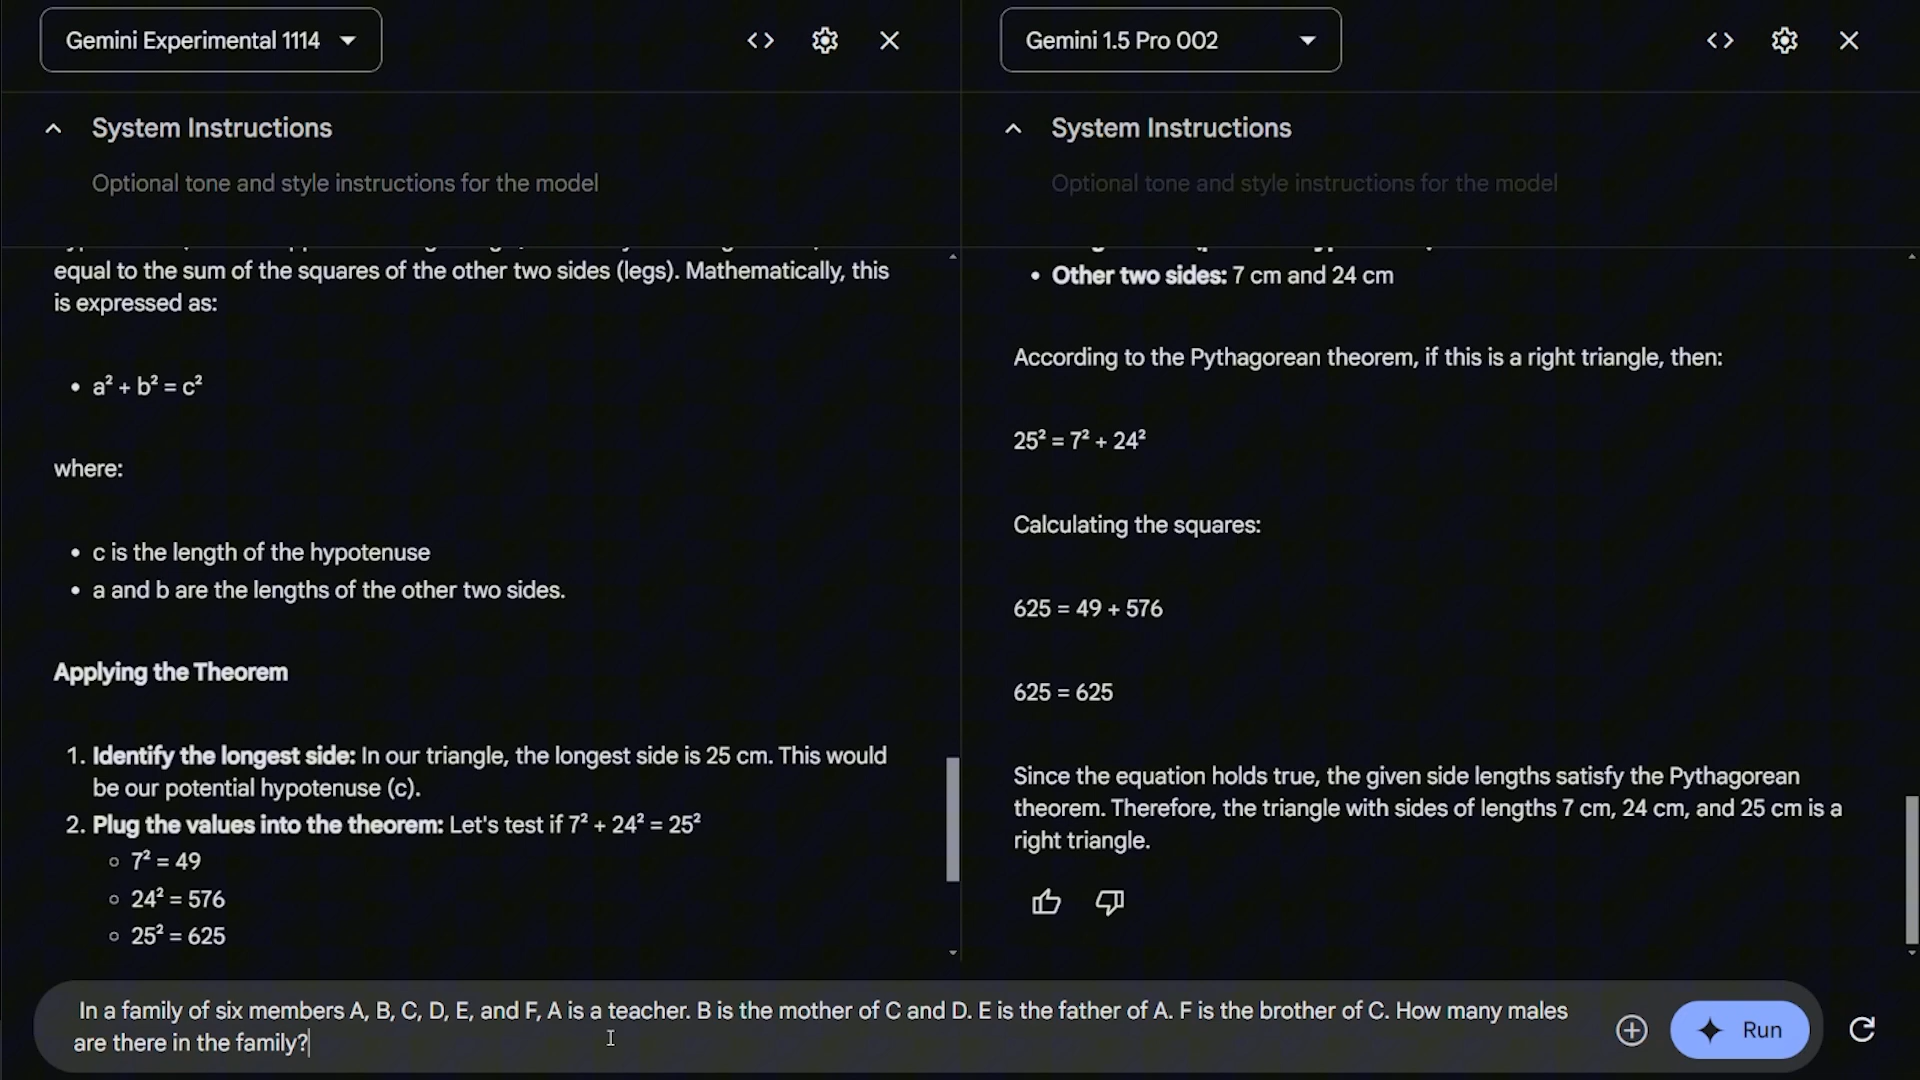 Gemini Experimental 1114
System Instructions
Optional tone and style instructions for the model
equal to the sum of the squares of the other two sides (legs). Mathematically, this
is expressed as:
• a² + b² = c²
where:
• c is the length of the hypotenuse
• a and b are the lengths of the other two sides.
Applying the Theorem
1. Identify the longest side: In our triangle, the longest side is 25 cm. This would
be our potential hypotenuse (c).
2. Plug the values into the theorem: Let's test if 7² + 24² = 25²
○ 7² = 49
○ 24² = 576
○ 25² = 625
Gemini 1.5 Pro 002
System Instructions
Optional tone and style instructions for the model
• Other two sides: 7 cm and 24 cm
According to the Pythagorean theorem, if this is a right triangle, then:
25² = 7² + 24²
Calculating the squares:
625 = 49 + 576
625 = 625
Since the equation holds true, the given side lengths satisfy the Pythagorean
theorem. Therefore, the triangle with sides of lengths 7 cm, 24 cm, and 25 cm is a
right triangle.
In a family of six members A, B, C, D, E, and F, A is a teacher. B is the mother of C and D. E is the father of A. F is the brother of C. How many males
are there in the family?
Run